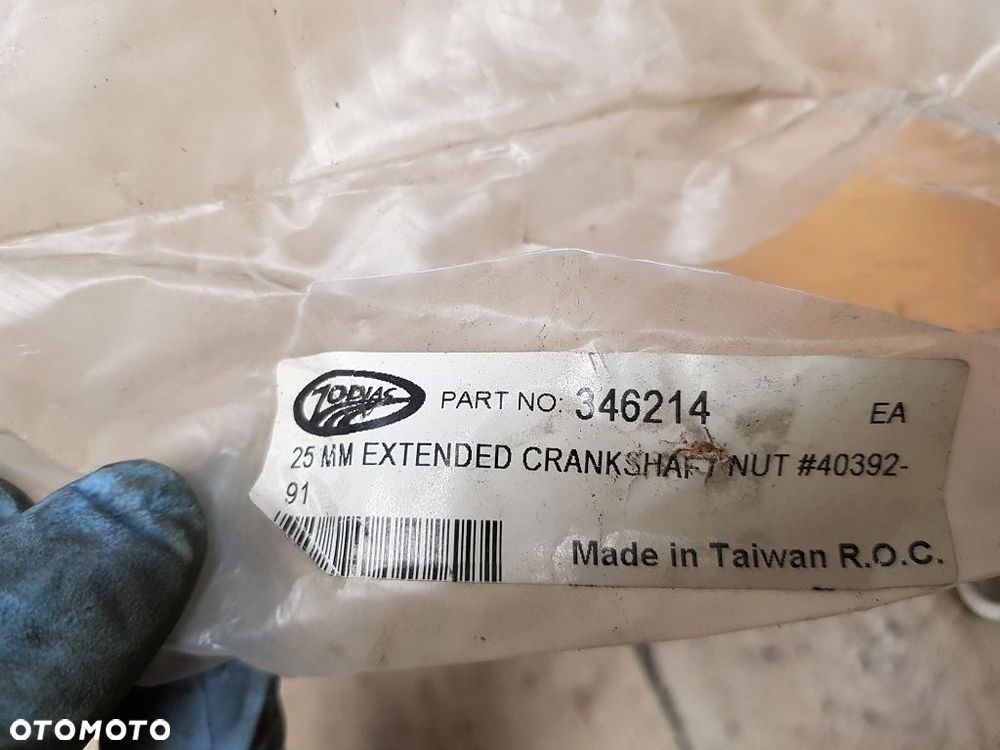 ZODIAC PART NO: 346214 EA
25 MM EXTENDED CRANKSHAFT NUT #40392-
91
Made in Taiwan R.O.C.
OTOMOTO